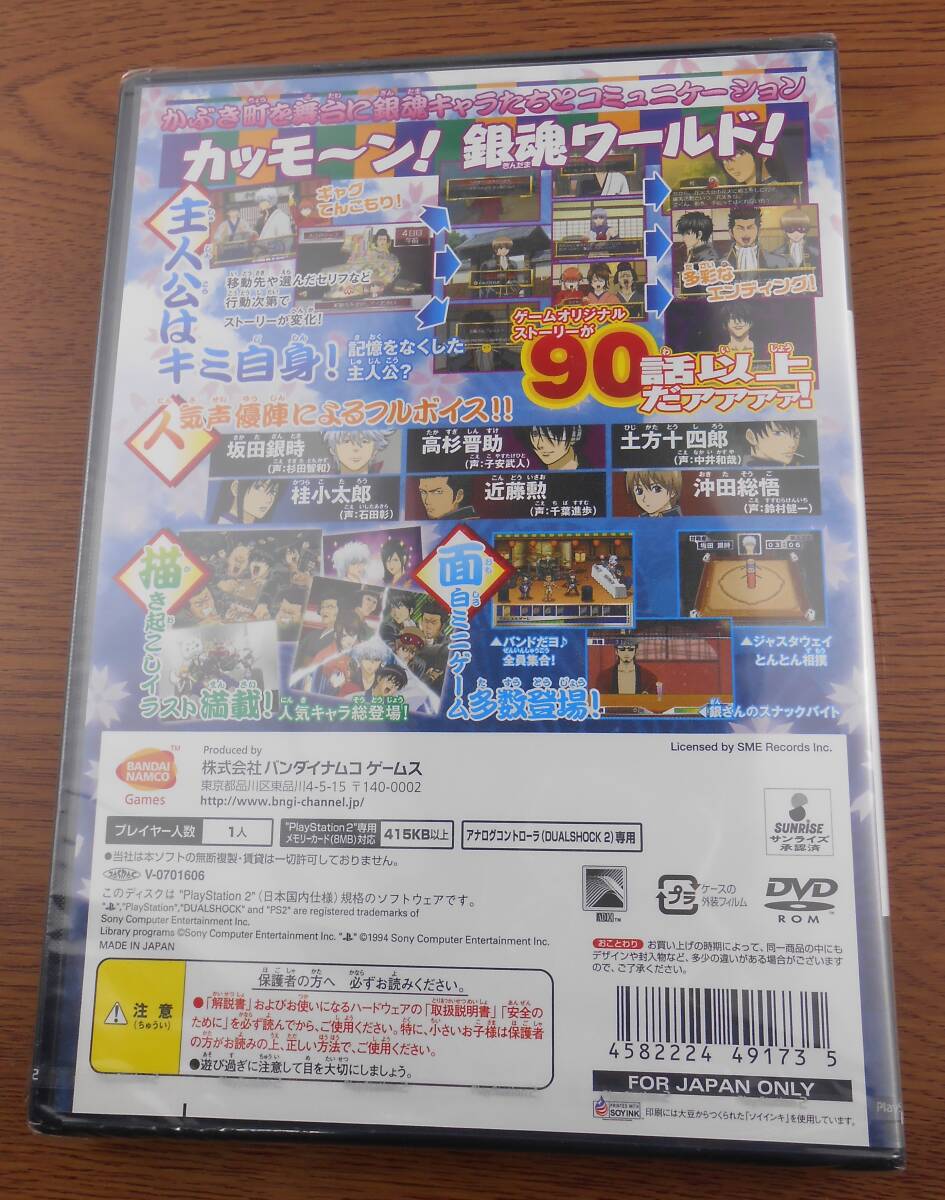 かぶき町を舞台に銀魂キャラたちとコミュニケーション
カッモ〜ン! 銀魂ワールド!
主人公は
キミ自身!
ギャグ
てんこもり!
4日目
午前
移動先や選んだセリフなど
行動次第で
ストーリーが変化!
記憶をなくした
主人公?
多彩な
エンディング!
ゲームオリジナル
ストーリーが
90
話以上
だァァァァ!
人気声優陣によるフルボイス!!
坂田銀時
(声:杉田智和)
高杉晋助
(声:子安武人)
土方十四郎
(声:中井和哉)
桂小太郎
(声:石田彰)
近藤勲
(声:千葉進歩)
沖田総悟
(声:鈴村健一)
描き起こしイラスト満載!
人気キャラ総登場!
面白ミニゲーム多数登場!
坂田 銀時
03 06
▲バンドだヨ♪
全員集合!
▲ジャスタウェイ
とんとん相撲
◀銀さんのスナックバイト
BANDAI
NAMCO
Games
TM
Produced by
株式会社 バンダイナムコ ゲームス
東京都品川区東品川4-5-15 〒140-0002
http://www.bngi-channel.jp/
Licensed by SME Records Inc.
プレイヤー人数 1人
"PlayStation 2"専用
メモリーカード(8MB)対応
415KB以上
アナログコントローラ(DUALSHOCK 2)専用
SUNRISE
サンライズ
承認済
●当社は本ソフトの無断複製・賃貸は一切許可しておりません。
V-0701606
このディスクは "PlayStation 2" (日本国内仕様) 規格のソフトウェアです。
"PlayStation","DUALSHOCK" and "PS2" are registered trademarks of
Sony Computer Entertainment Inc.
Library programs ©Sony Computer Entertainment Inc. ©1994 Sony Computer Entertainment Inc.
MADE IN JAPAN
プラ
ケースの
外装フィルム
DVD
ROM
おことわり お買い上げの時期によって、同一商品の中にも
デザインや封入物など、多少の違いがある場合がございます
ので、ご了承ください。
注意
(ちゅうい)
保護者の方へ 必ずお読みください。
●「解説書」およびお使いになるハードウェアの「取扱説明書」「安全の
ために」を必ず読んでから、ご使用ください。特に、小さいお子様は保護者
の方がお読みの上、正しい方法で、ご使用ください。
●遊び過ぎに注意して目を大切にしましょう。
4582224 49173 5
FOR JAPAN ONLY
PRINTED WITH
SOY INK
印刷には大豆からつくられた「ソイインキ」を使用しています。